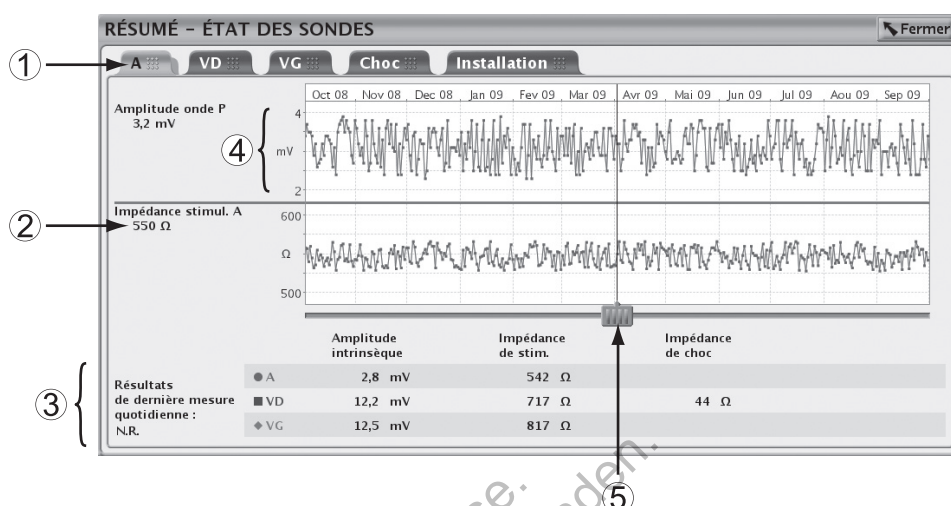 RÉSUMÉ – ÉTAT DES SONDES
Fermer
1
A VD VG Choc Installation
Oct 08 Nov 08 Dec 08 Jan 09 Fev 09 Mar 09 Avr 09 Mai 09 Jun 09 Jul 09 Aou 09 Sep 09
Amplitude onde P
3,2 mV
4
4
mV
2
Impédance stimul. A
2
550 Ω
600
Ω
500
Amplitude intrinsèque
Impédance de stim.
Impédance de choc
3
Résultats
de dernière mesure
quotidienne :
N.R.
A 2,8 mV 542 Ω
VD 12,2 mV 717 Ω 44 Ω
VG 12,5 mV 817 Ω
5